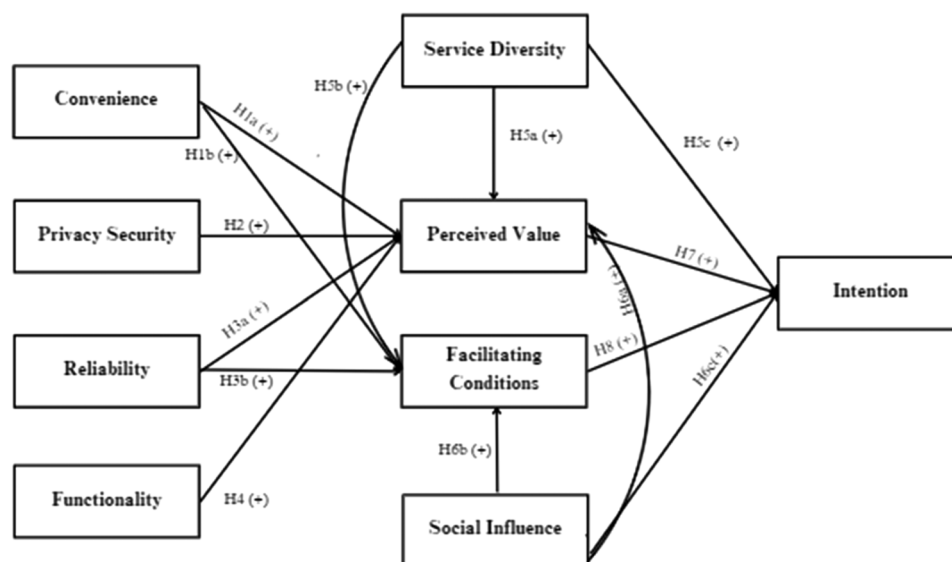 Service Diversity
Convenience
H5b (+)
H1a (+)
H5a (+)
H5c (+)
H1b (+)
Privacy Security
H2 (+)
Perceived Value
H7 (+)
Intention
H6a (+)
H3a (+)
Reliability
H3b (+)
Facilitating
Conditions
H8 (+)
H6c(+)
H6b (+)
Functionality
H4 (+)
Social Influence